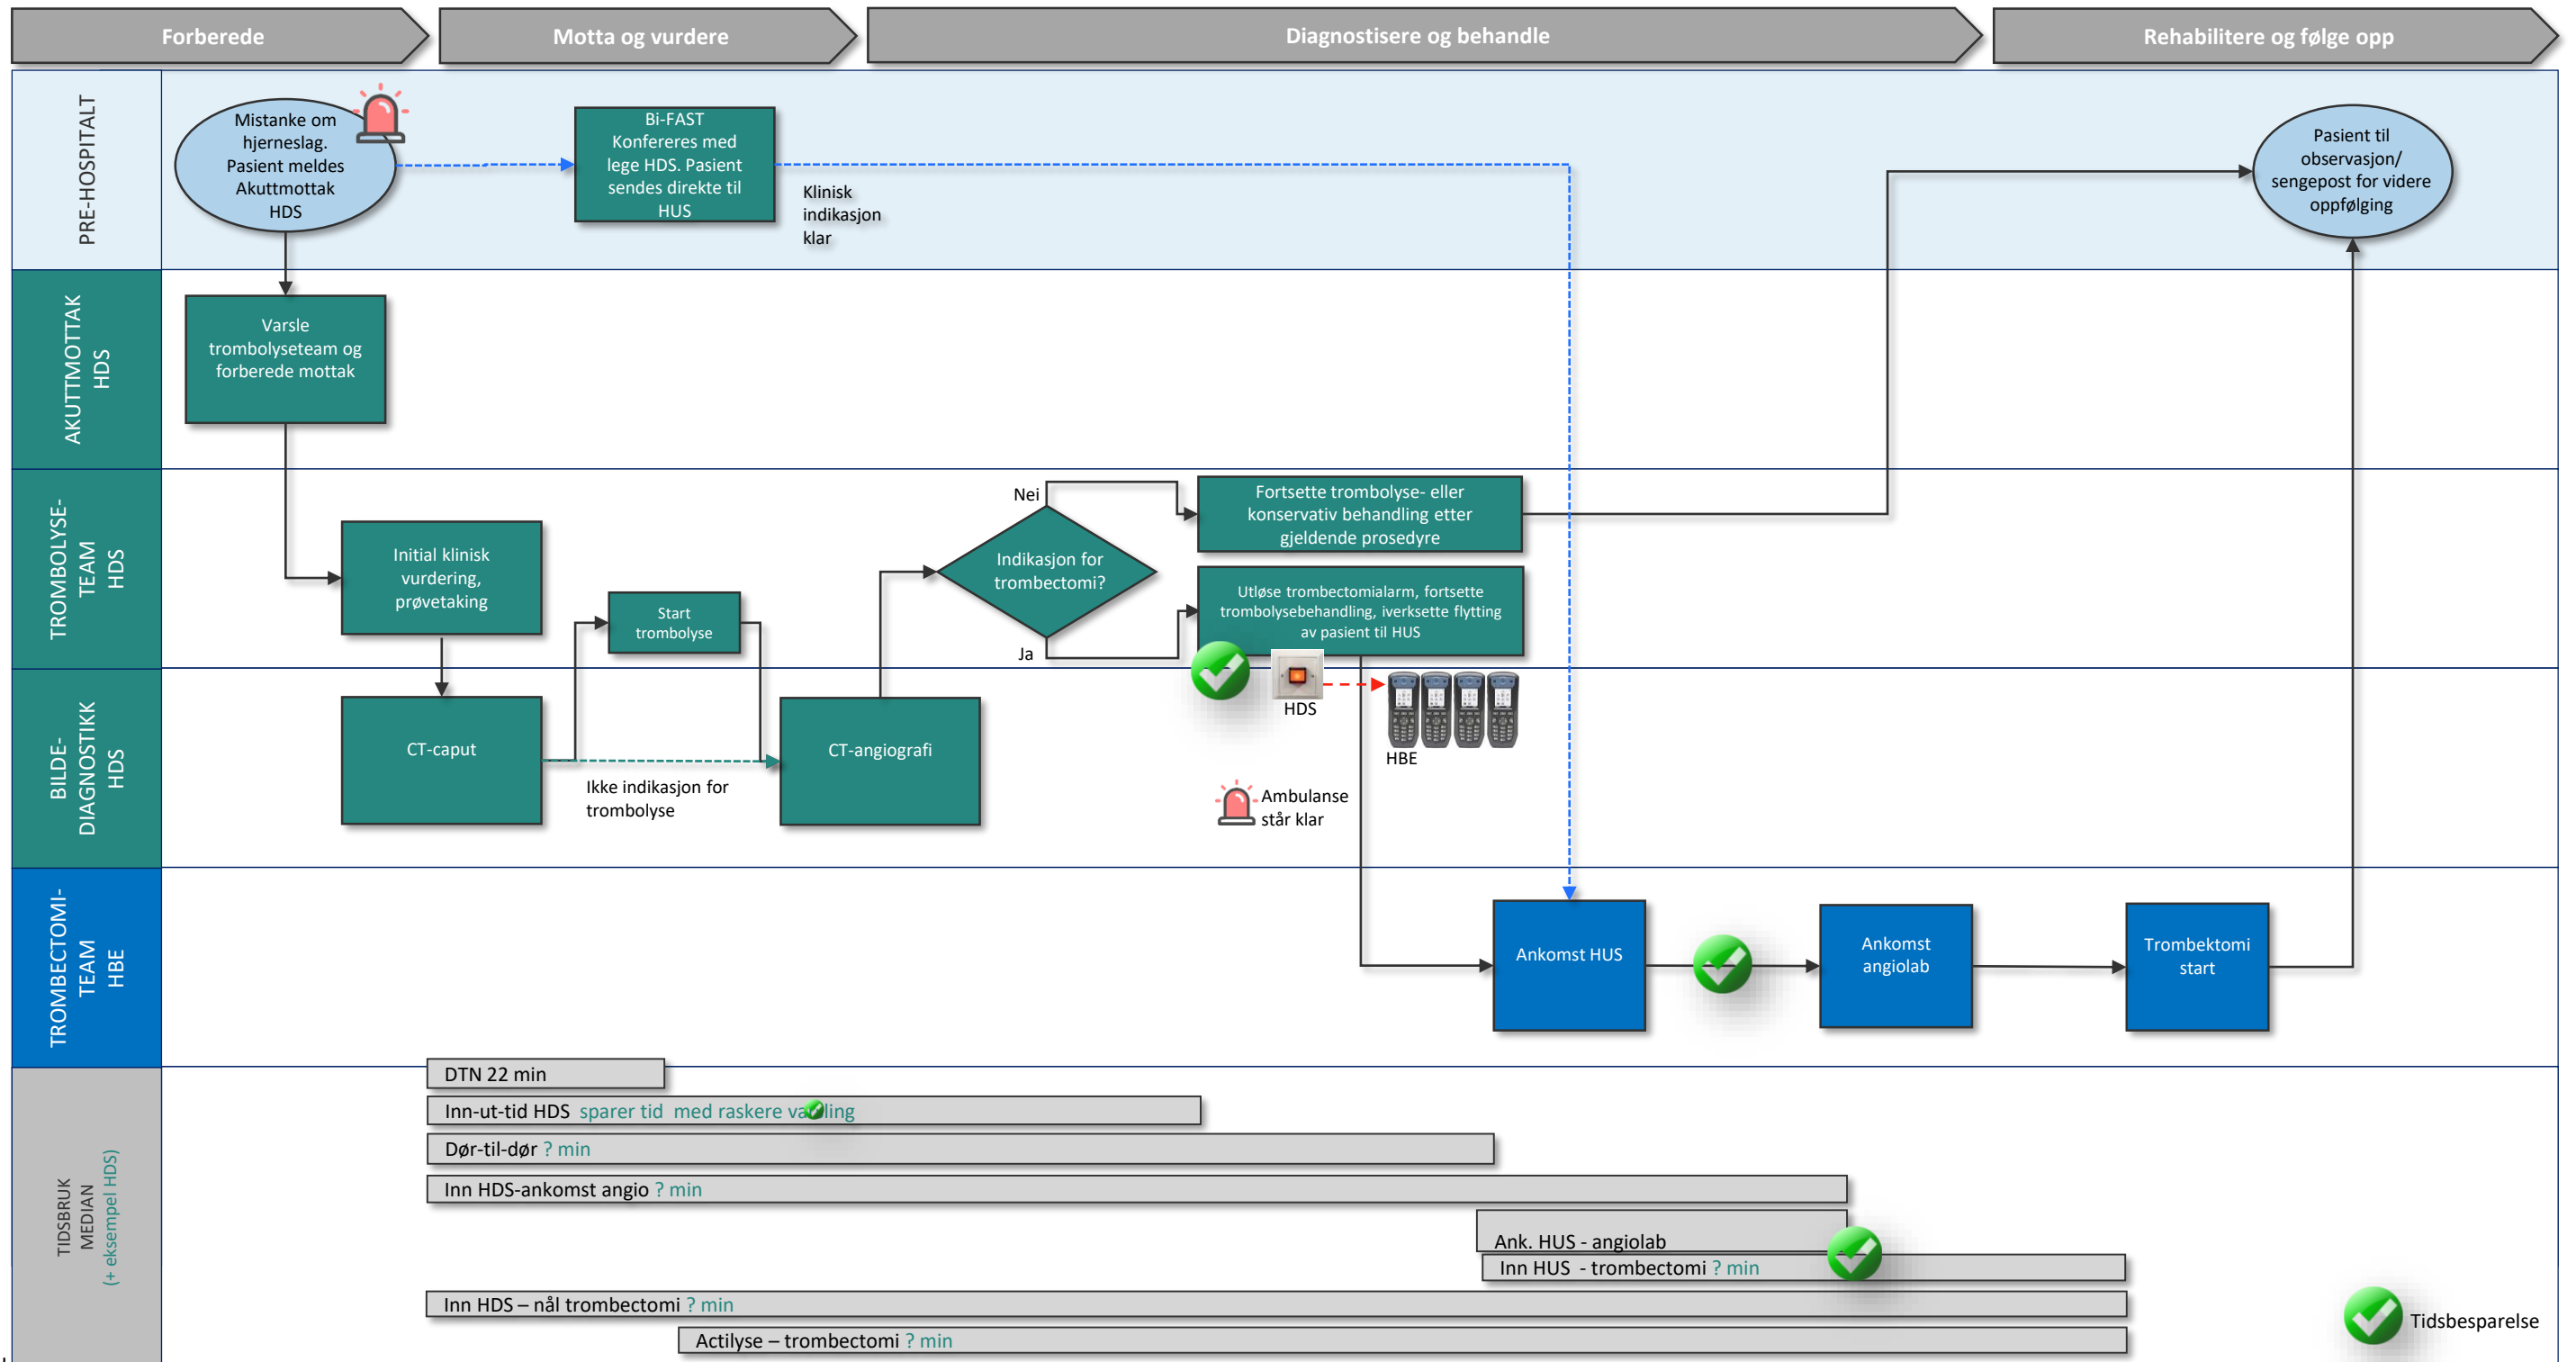 Forberede
Motta og vurdere
Diagnostisere og behandle
Rehabilitere og følge opp
PRE-HOSPITALT
Mistanke om
hjerneslag.
Pasient meldes
Akuttmottak
HDS
Bi-FAST
Konfereres med
lege HDS. Pasient
sendes direkte til
HUS
Klinisk
indikasjon
klar
Pasient til
observasjon/
sengepost for videre
oppfølging
AKUTTMOTTAK
HDS
Varsle
trombolyseteam og
forberede mottak
TROMBOLYSE-
TEAM
HDS
Initial klinisk
vurdering,
prøvetaking
Start
trombolyse
Indikasjon for
trombectomi?
Nei
Ja
Fortsette trombolyse- eller
konservativ behandling etter
gjeldende prosedyre
Utløse trombectomialarm, fortsette
trombolysebehandling, iverksette flytting
av pasient til HUS
BILDE-
DIAGNOSTIKK
HDS
CT-caput
Ikke indikasjon for
trombolyse
CT-angiografi
HDS
HBE
Ambulanse
står klar
TROMBECTOMI-
TEAM
HBE
Ankomst HUS
Ankomst
angiolab
Trombektomi
start
TIDSBRUK
MEDIAN
(+ eksempel HDS)
DTN 22 min
Inn-ut-tid HDS sparer tid med raskere
Dør-til-dør ? min
Inn HDS-ankomst angio ? min
Ank. HUS - angiolab
Inn HUS - trombectomi ? min
Inn HDS – nål trombectomi ? min
Actilyse – trombectomi ? min
Tidsbesparelse